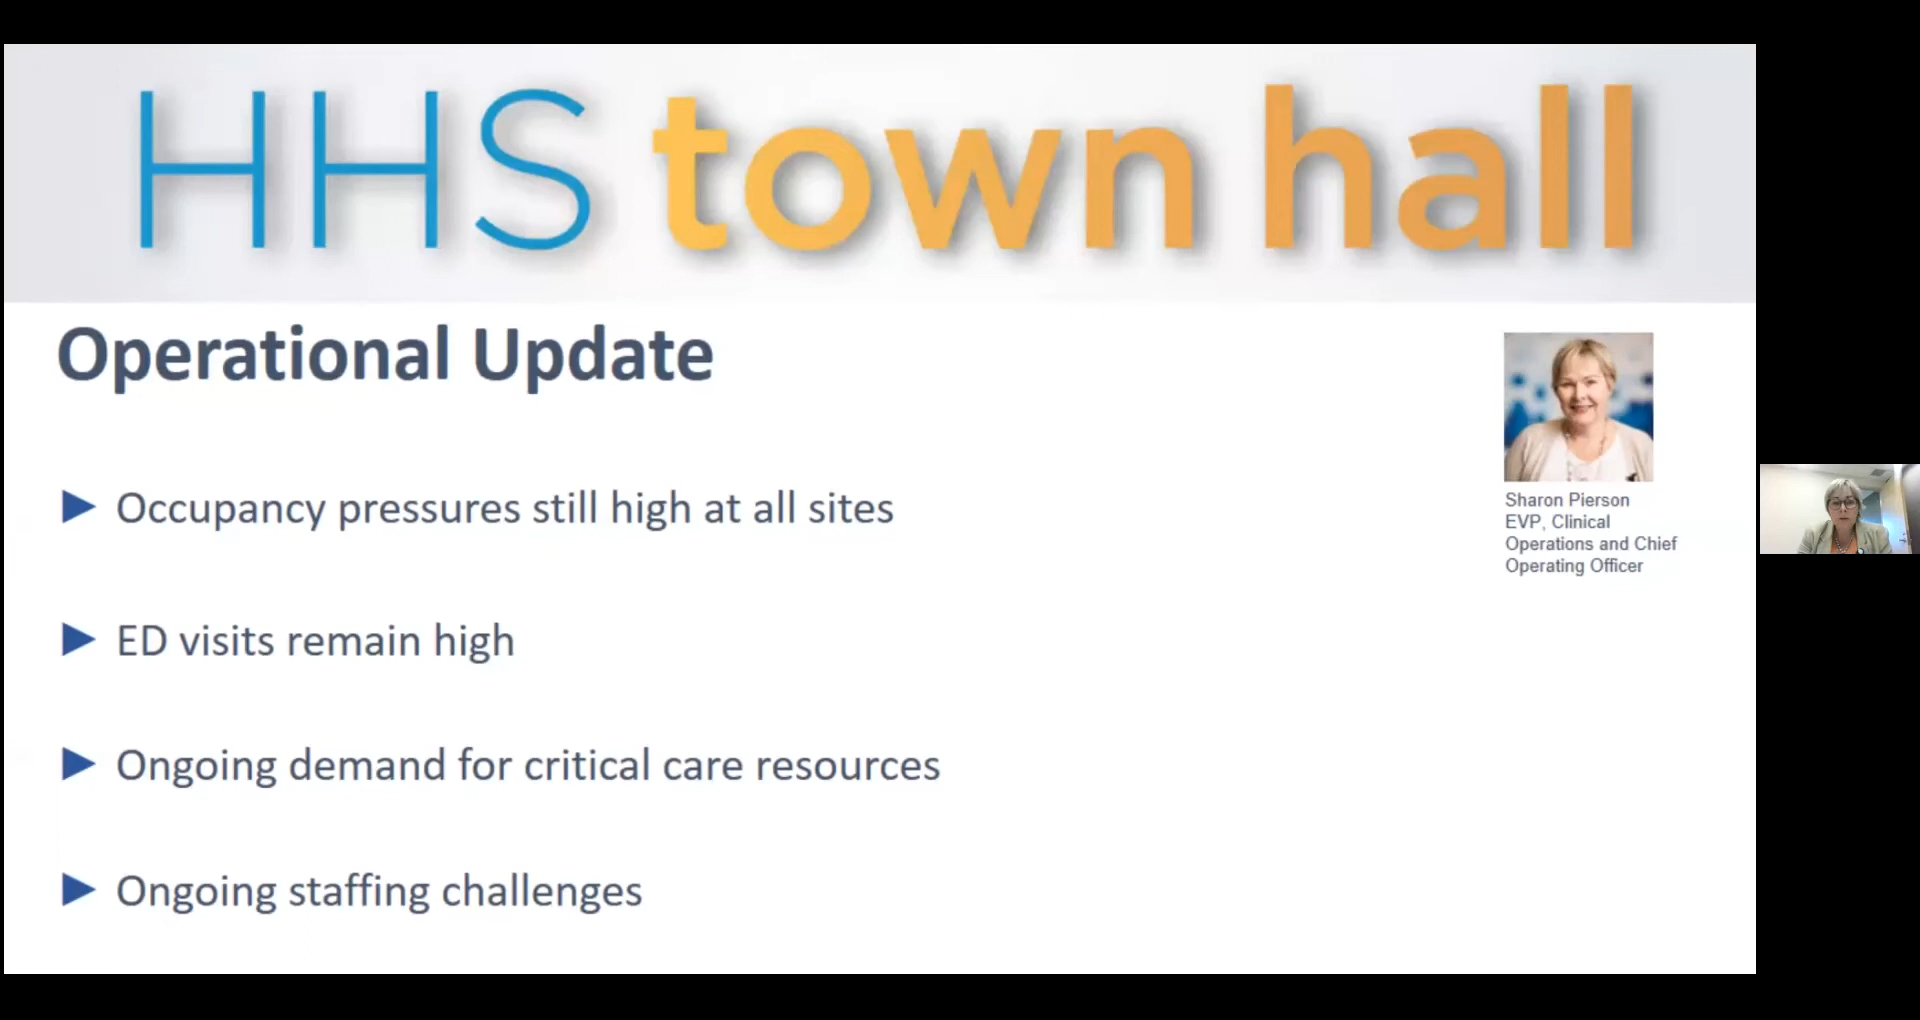 HHS town hall
Operational Update
Occupancy pressures still high at all sites
ED visits remain high
Ongoing demand for critical care resources
Ongoing staffing challenges
Sharon Pierson
EVP, Clinical
Operations and Chief
Operating Officer